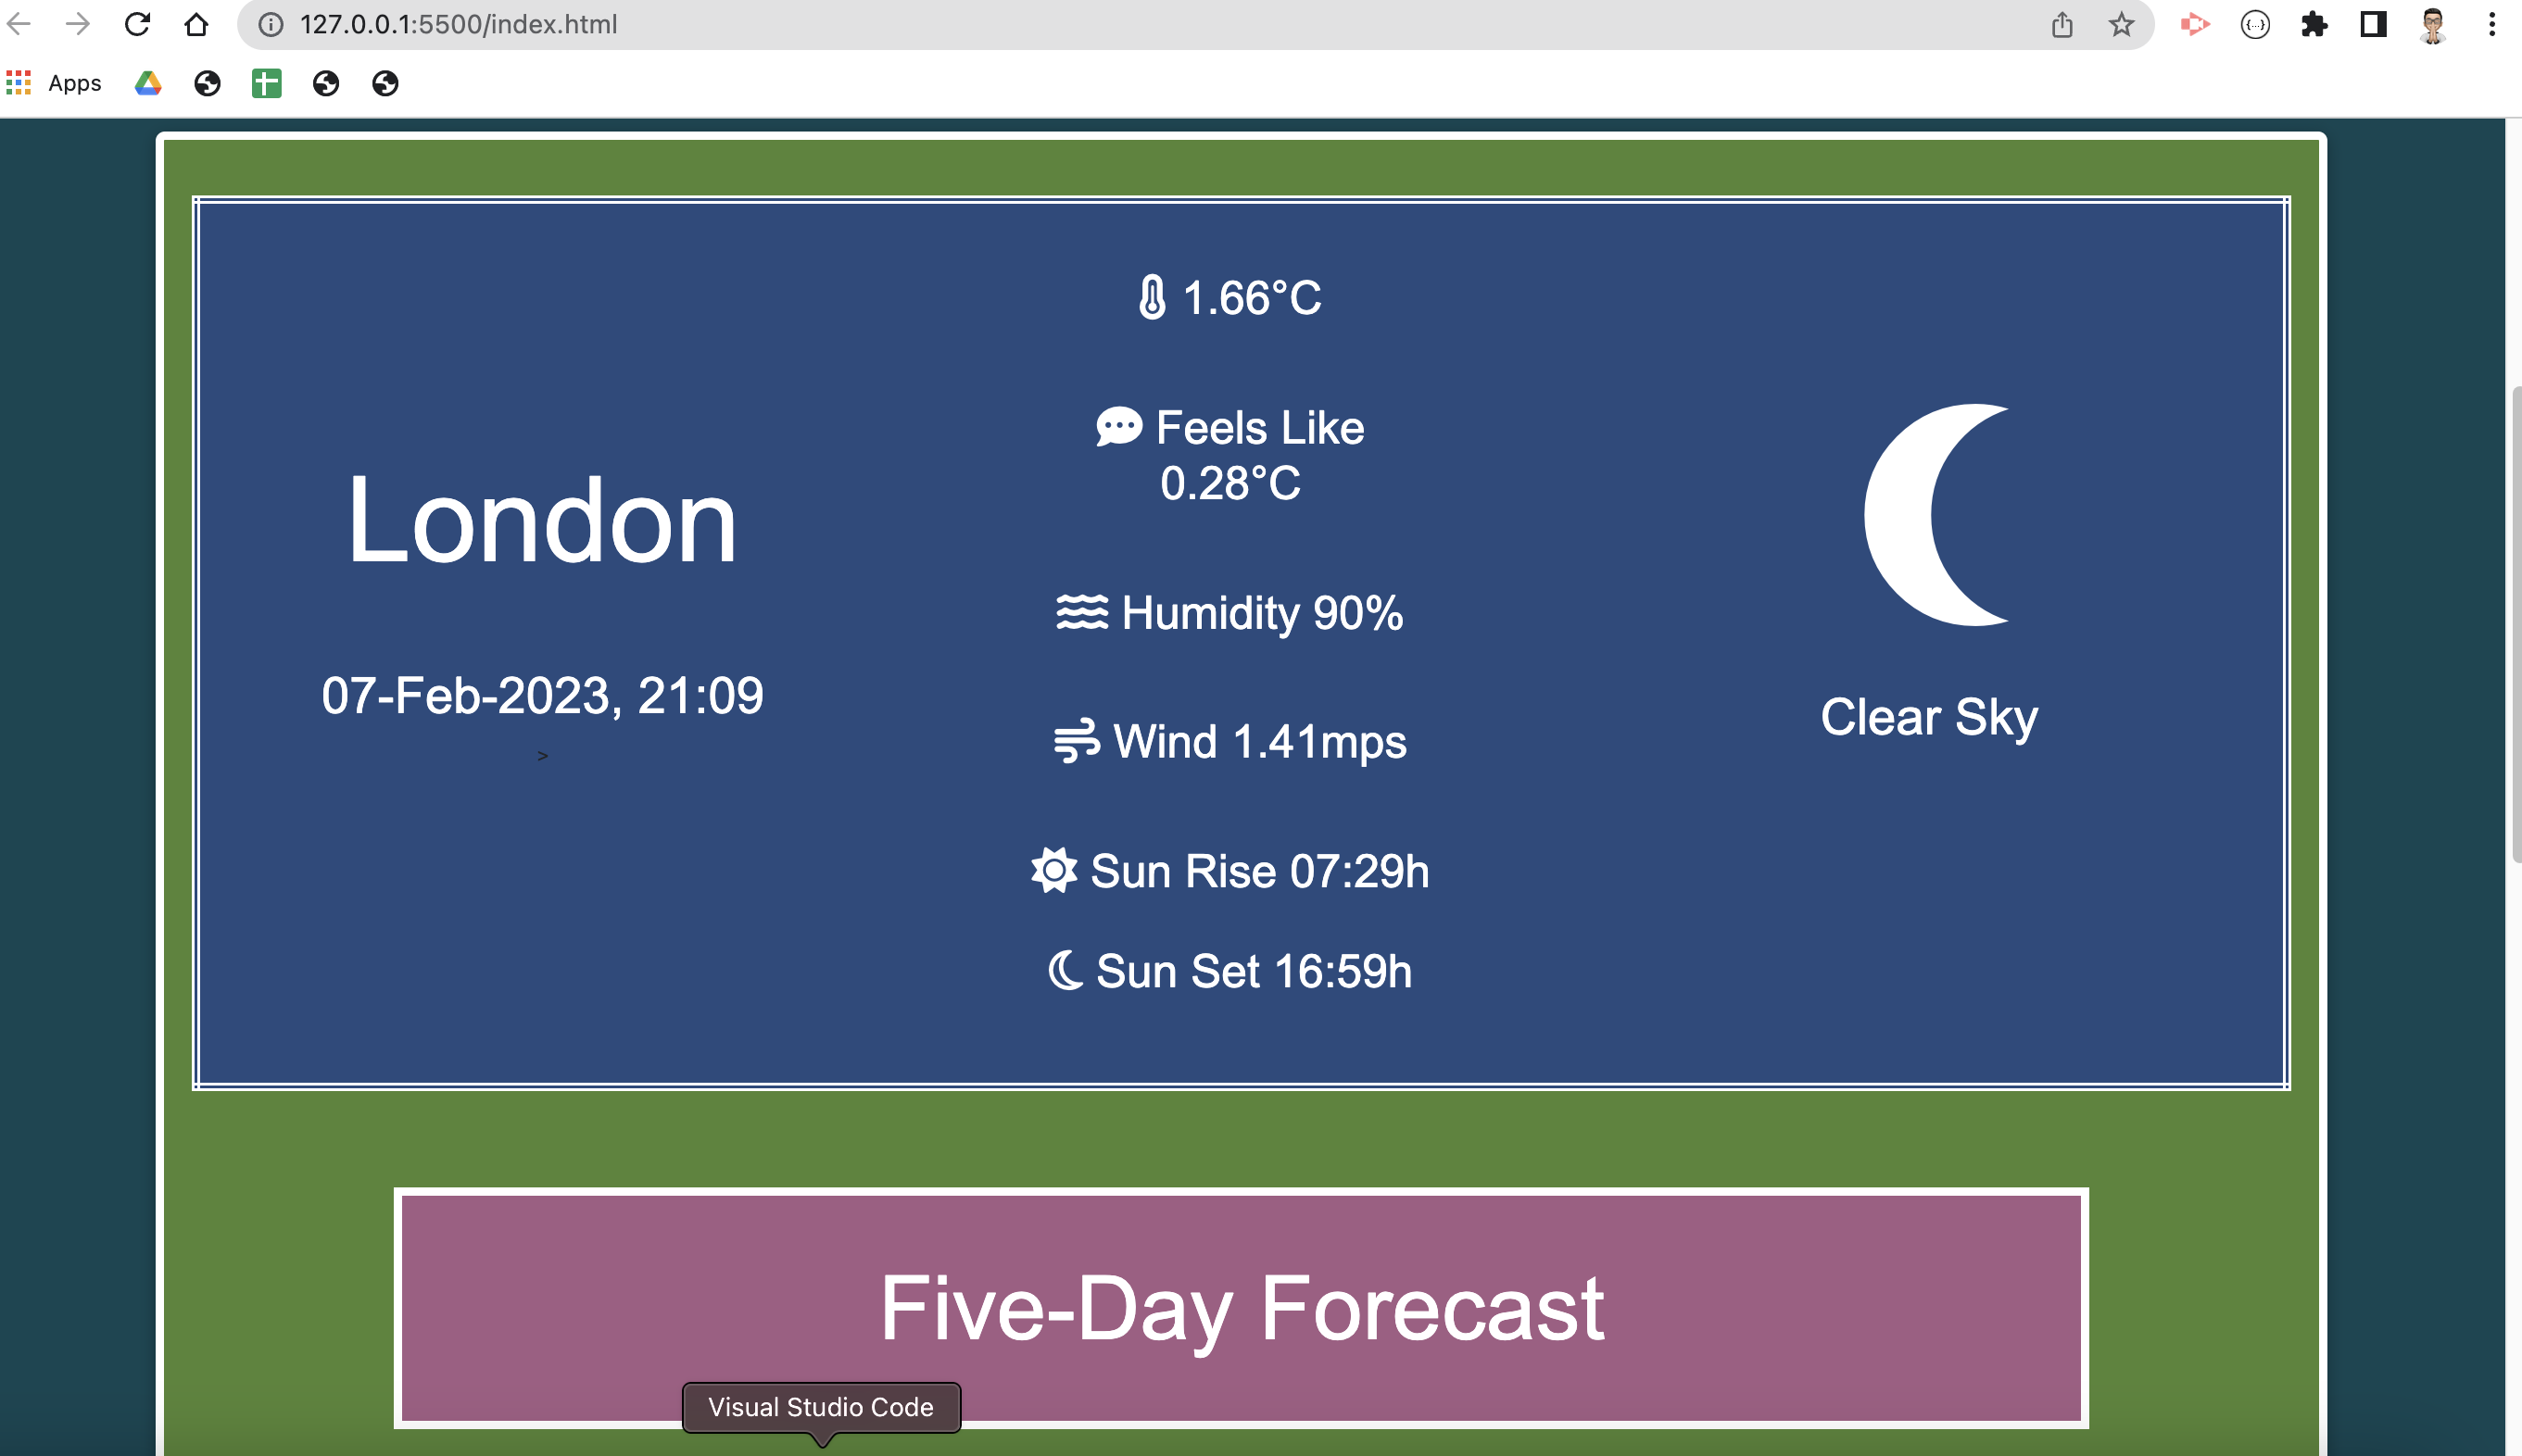 127.0.0.1:5500/index.html
Apps
London
07-Feb-2023, 21:09
>
1.66°C
Feels Like
0.28°C
Humidity 90%
Wind 1.41mps
Sun Rise 07:29h
Sun Set 16:59h
Clear Sky
Five-Day Forecast
Visual Studio Code